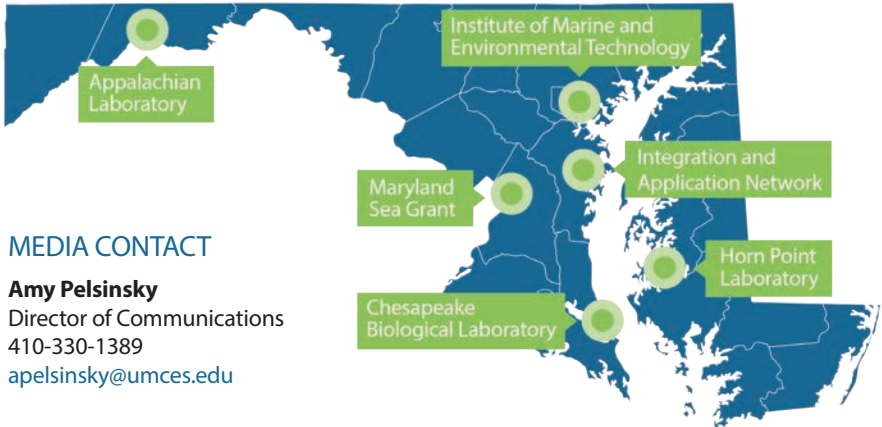 Institute of Marine and
Environmental Technology
Appalachian
Laboratory
Integration and
Application Network
Maryland
Sea Grant
Horn Point
Laboratory
Chesapeake
Biological Laboratory
MEDIA CONTACT
Amy Pelsinsky
Director of Communications
410-330-1389
apelsinsky@umces.edu